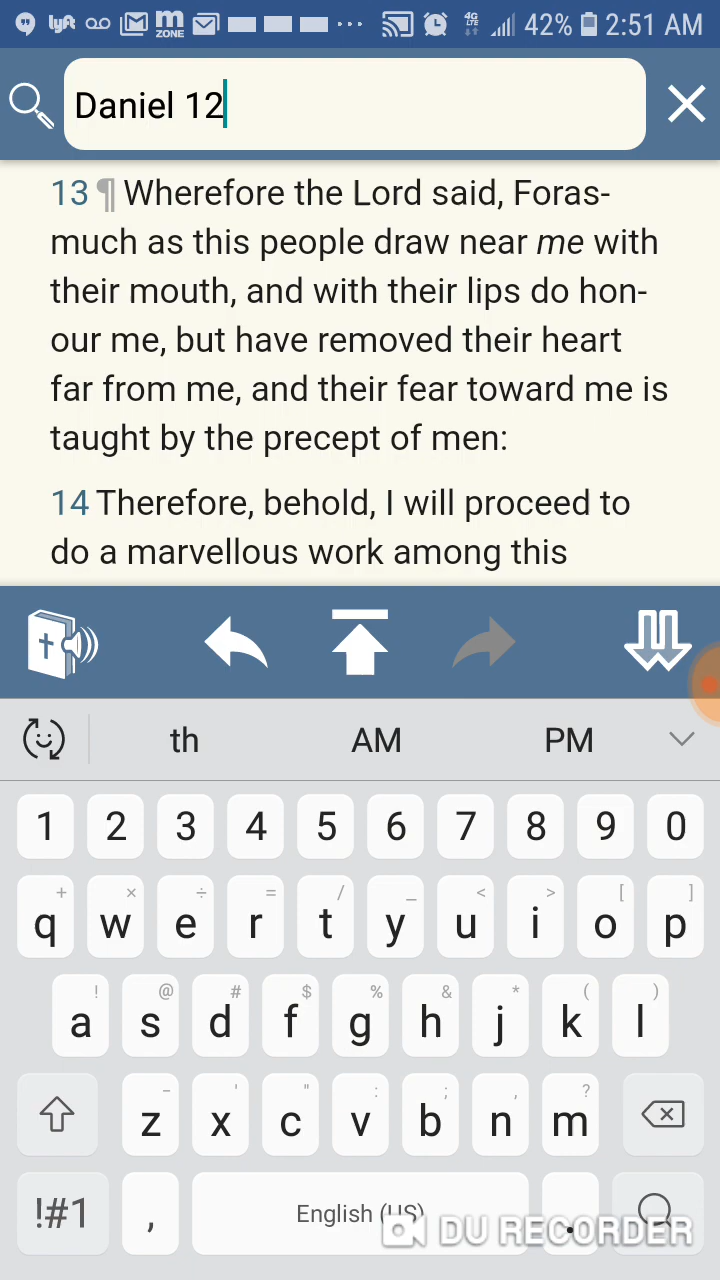 lyft M ZONE 4G LTE 42% 2:51 AM
Daniel 12
13 ¶ Wherefore the Lord said, Foras-
much as this people draw near me with
their mouth, and with their lips do hon-
our me, but have removed their heart
far from me, and their fear toward me is
taught by the precept of men:
14 Therefore, behold, I will proceed to
do a marvellous work among this
th AM PM
1 2 3 4 5 6 7 8 9 0
+ × ÷ = / _ < > [ ]
q w e r t y u i o p
! @ # $ % & * ( )
a s d f g h j k l
- ' " : ; , ?
z x c v b n m
!#1 , English (US) .
DU RECORDER